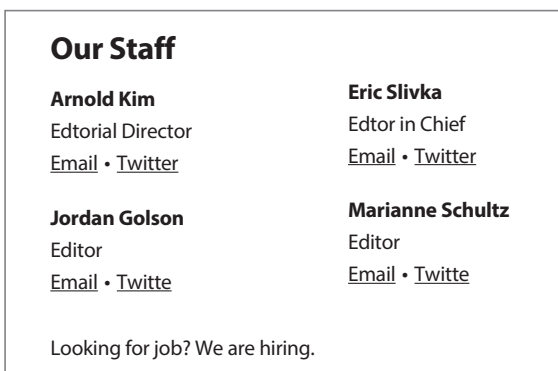 Our Staff
Arnold Kim
Edtorial Director
Email • Twitter
Eric Slivka
Edtor in Chief
Email • Twitter
Jordan Golson
Editor
Email • Twitte
Marianne Schultz
Editor
Email • Twitte
Looking for job? We are hiring.